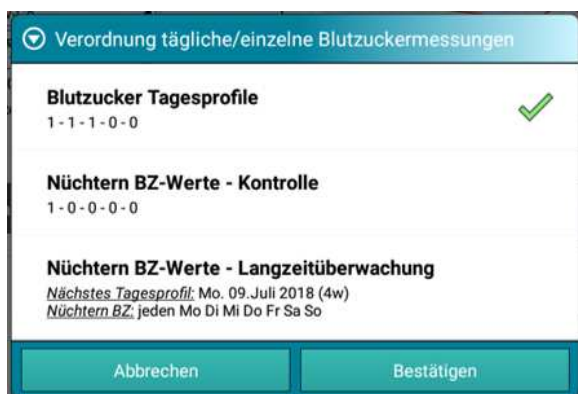 Verordnung tägliche/einzelne Blutzuckermessungen
Blutzucker Tagesprofile
1 - 1 - 1 - 0 - 0
Nüchtern BZ-Werte - Kontrolle
1 - 0 - 0 - 0 - 0
Nüchtern BZ-Werte - Langzeitüberwachung
Nächstes Tagesprofil: Mo. 09.Juli 2018 (4w)
Nüchtern BZ: jeden Mo Di Mi Do Fr Sa So
Abbrechen
Bestätigen